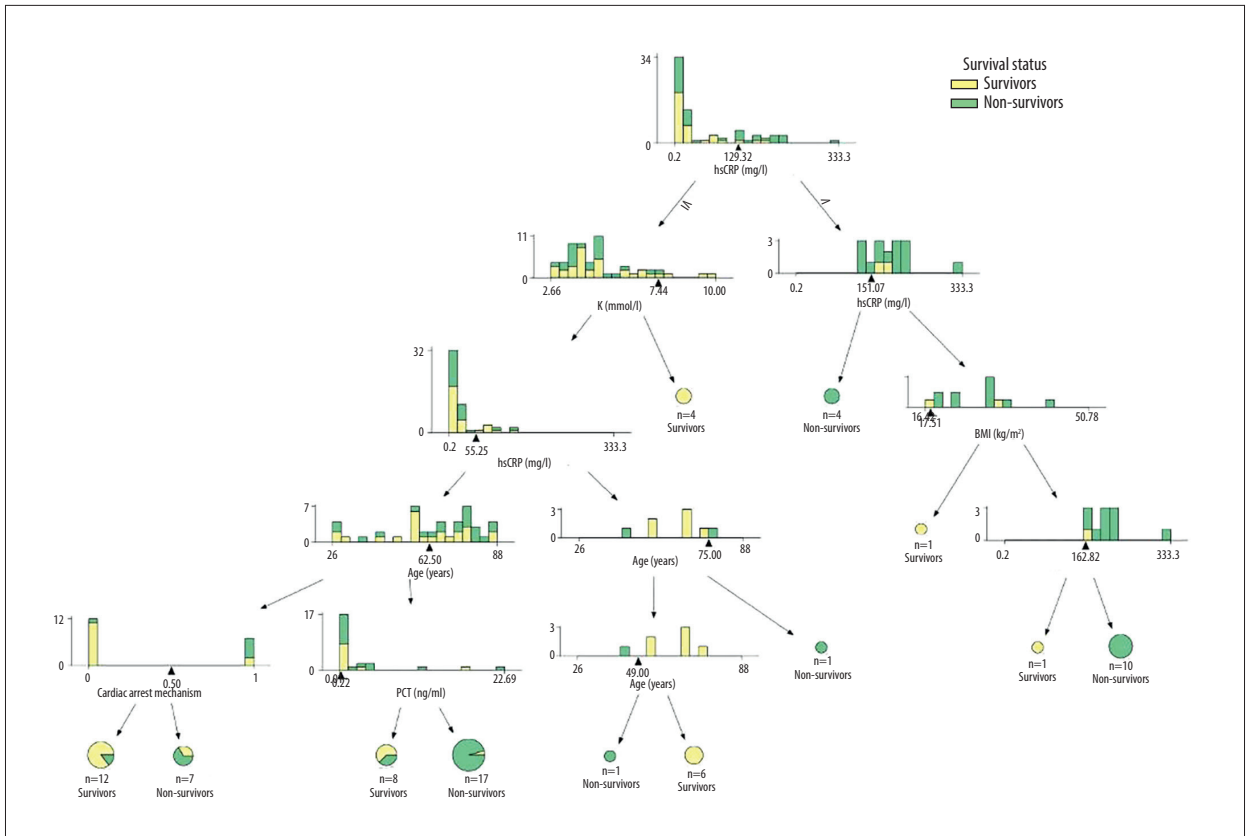 Survival status
Survivors
Non-survivors
34
0
0.2
129.32
333.3
hsCRP (mg/l)
≤
>
11
0
2.66
7.44
10.00
K (mmol/l)
3
0
0.2
151.07
333.3
hsCRP (mg/l)
32
0
0.2
55.25
333.3
hsCRP (mg/l)
n=4
Survivors
n=4
Non-survivors
17.51
50.78
BMI (kg/m²)
7
0
26
62.50
88
Age (years)
3
0
26
75.00
88
Age (years)
n=1
Survivors
3
0
0.2
162.82
333.3
12
0
0
0.50
1
Cardiac arrest mechanism
17
0
0.22
22.69
PCT (ng/ml)
3
0
26
49.00
88
Age (years)
n=1
Non-survivors
n=1
Survivors
n=10
Non-survivors
n=12
Survivors
n=7
Non-survivors
n=8
Survivors
n=17
Non-survivors
n=1
Non-survivors
n=6
Survivors